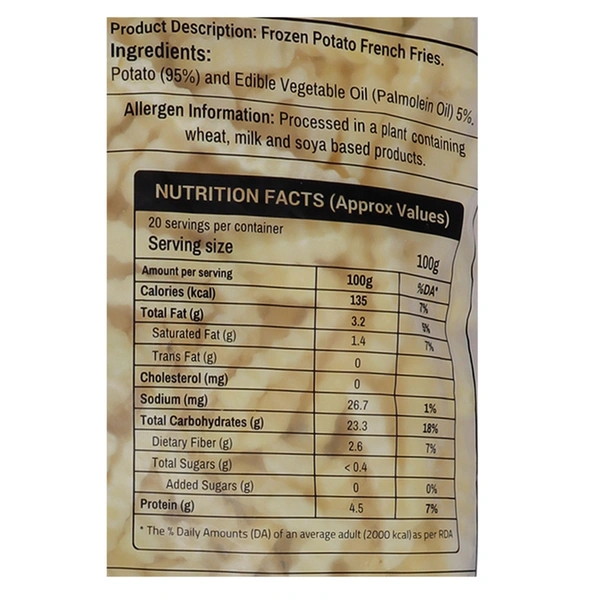 Product Description: Frozen Potato French Fries.
Ingredients:
Potato (95%) and Edible Vegetable Oil (Palmolein Oil) 5%.
Allergen Information: Processed in a plant containing
wheat, milk and soya based products.
NUTRITION FACTS (Approx Values)
20 servings per container
Serving size 100g
Amount per serving 100g %DA*
Calories (kcal) 135 7%
Total Fat (g) 3.2 5%
Saturated Fat (g) 1.4 7%
Trans Fat (g) 0
Cholesterol (mg) 0
Sodium (mg) 26.7 1%
Total Carbohydrates (g) 23.3 18%
Dietary Fiber (g) 2.6 7%
Total Sugars (g) < 0.4
Added Sugars (g) 0 0%
Protein (g) 4.5 7%
* The % Daily Amounts (DA) of an average adult (2000 kcal) as per RDA